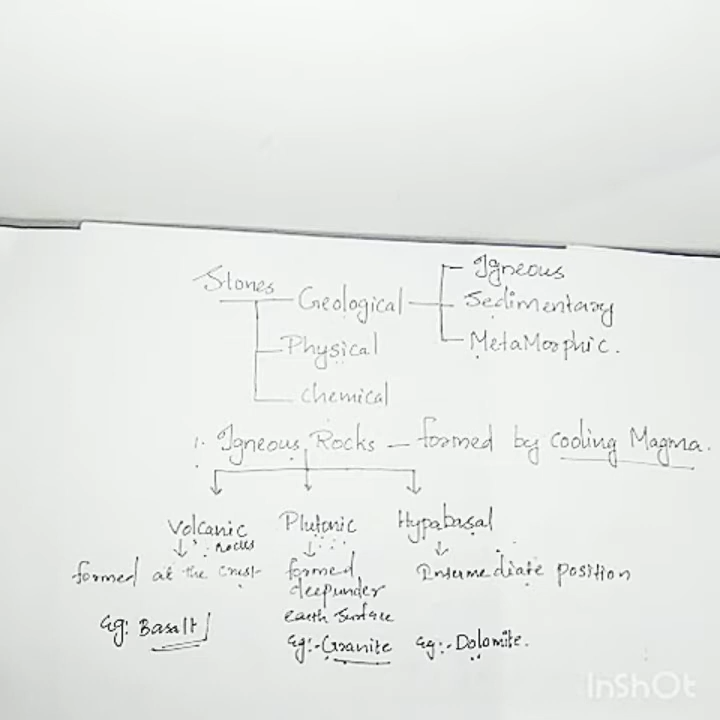 Stones
Geological
Igneous
Sedimentary
MetaMorphic.
Physical
chemical
1. Igneous Rocks - formed by cooling Magma.
Volcanic Plutonic Hypabasal
rocks
formed at the crest
formed
deepunder
earth surface
Intermediate position
Eg: Basalt
Eg:- Granite
Eg:- Dolomite.
InShOt